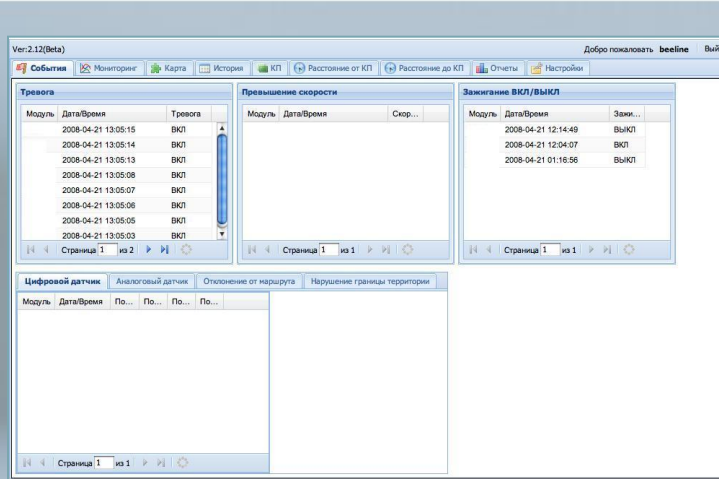 Ver:2.12(Beta)
Добро пожаловать beeline Вый
События Мониторинг Карта История КП Расстояние от КП Расстояние до КП Отчеты Настройки
Тревога
Модуль Дата/Время Тревога
2008-04-21 13:05:15 ВКЛ
2008-04-21 13:05:14 ВКЛ
2008-04-21 13:05:13 ВКЛ
2008-04-21 13:05:08 ВКЛ
2008-04-21 13:05:07 ВКЛ
2008-04-21 13:05:06 ВКЛ
2008-04-21 13:05:05 ВКЛ
2008-04-21 13:05:03 ВКЛ
Страница 1 из 2
Превышение скорости
Модуль Дата/Время Скор...
Страница 1 из 1
Зажигание ВКЛ/ВЫКЛ
Модуль Дата/Время Зажи...
2008-04-21 12:14:49 ВЫКЛ
2008-04-21 12:04:07 ВКЛ
2008-04-21 01:16:56 ВЫКЛ
Страница 1 из 1
Цифровой датчик Аналоговый датчик Отклонение от маршрута Нарушение границы территории
Модуль Дата/Время По... По... По... По...
Страница 1 из 1